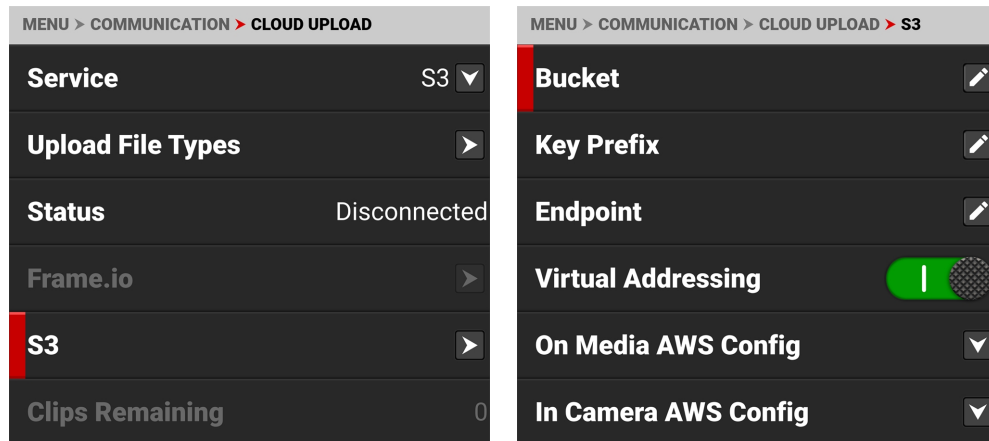 MENU > COMMUNICATION > CLOUD UPLOAD
Service S3
Upload File Types
Status Disconnected
Frame.io
S3
Clips Remaining 0
MENU > COMMUNICATION > CLOUD UPLOAD > S3
Bucket
Key Prefix
Endpoint
Virtual Addressing
On Media AWS Config
In Camera AWS Config